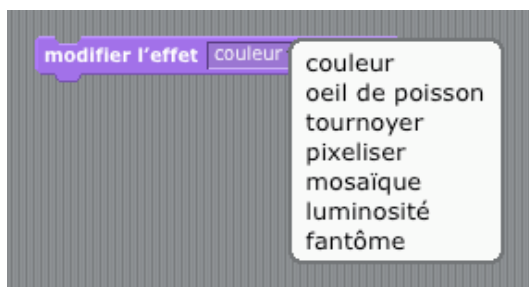 modifier l'effet couleur
couleur
oeil de poisson
tournoyer
pixeliser
mosaïque
luminosité
fantôme